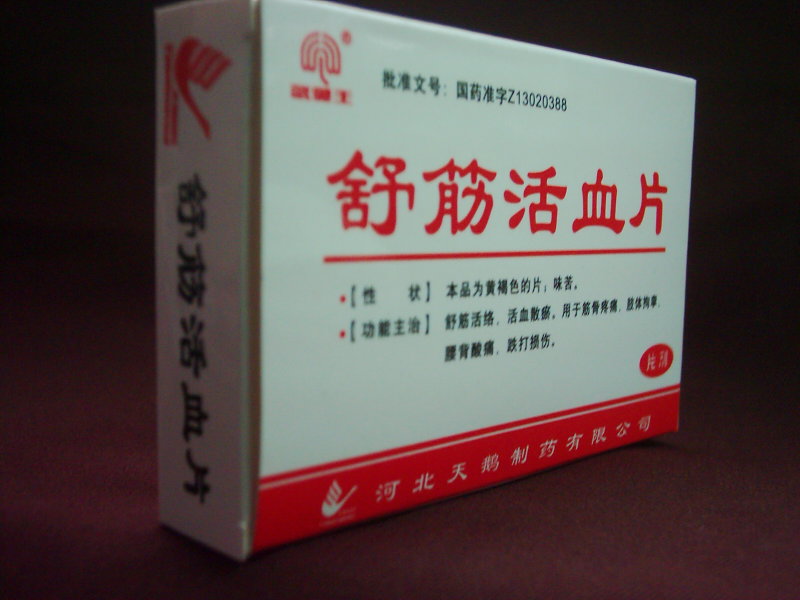 批准文号：国药准字Z13020388
舒筋活血片
【性 状】 本品为黄褐色的片；味苦。
【功能主治】 舒筋活络，活血散瘀。用于筋骨疼痛，肢体拘挛，
腰背酸痛，跌打损伤。
片剂
河北天鹅制药有限公司
舒筋活血片